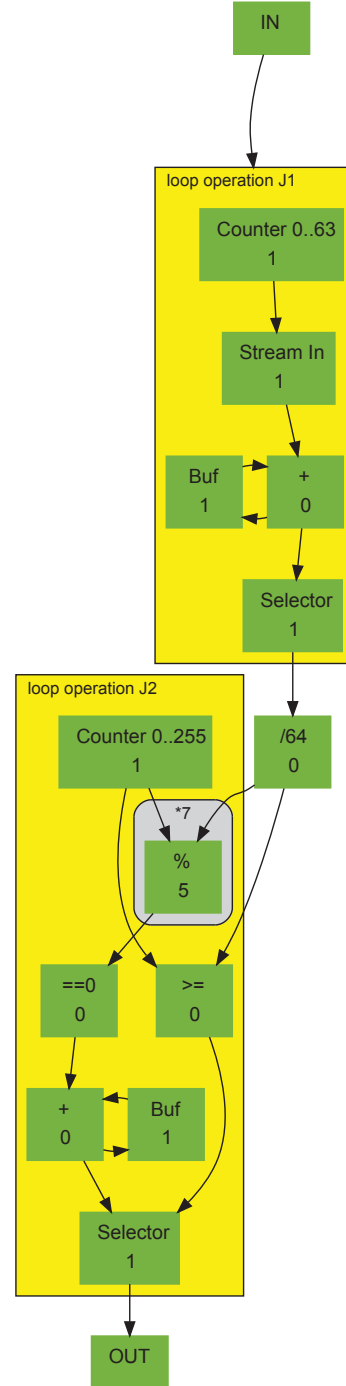 IN
loop operation J1
Counter 0..63
1
Stream In
1
Buf
1
+
0
Selector
1
loop operation J2
Counter 0..255
1
/64
0
*7
%
5
==0
0
>=
0
+
0
Buf
1
Selector
1
OUT